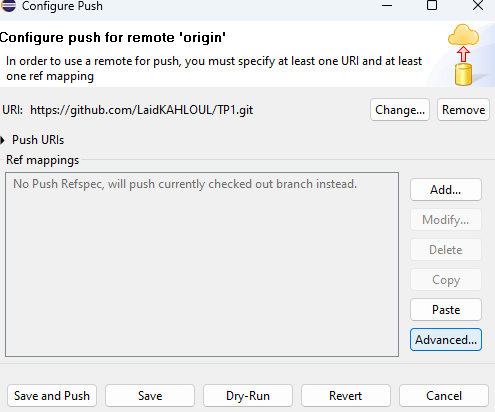 Configure Push
Configure push for remote 'origin'
In order to use a remote for push, you must specify at least one URI and at least
one ref mapping
URI: https://github.com/LaidKAHLOUL/TP1.git
Change...
Remove
Push URIs
Ref mappings
No Push Refspec, will push currently checked out branch instead.
Add...
Modify...
Delete
Copy
Paste
Advanced...
Save and Push
Save
Dry-Run
Revert
Cancel